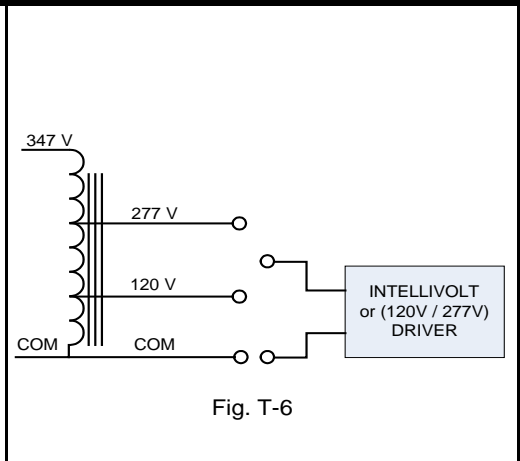 347 V
277 V
120 V
COM
COM
INTELLIVOLT
or (120V / 277V)
DRIVER
Fig. T-6